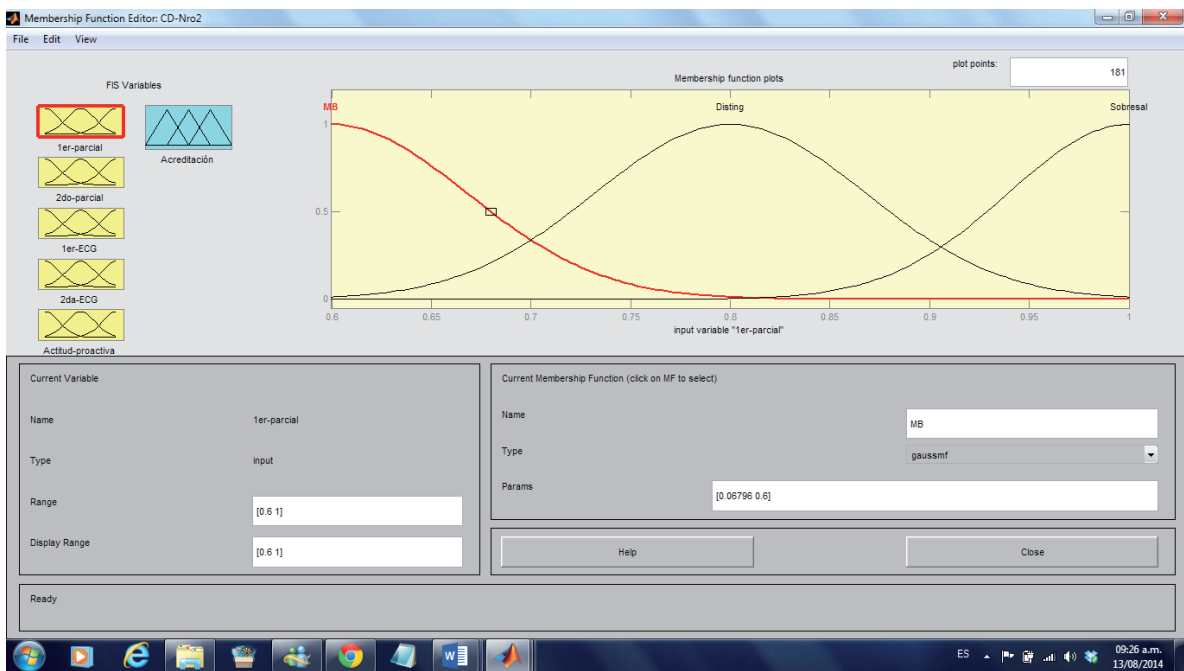 Membership Function Editor: CD-Nro2
File Edit View
FIS Variables
1er-parcial
2do-parcial
1er-ECG
2da-ECG
Actitud-proactiva
Acreditación
plot points:
181
Membership function plots
MB
Disting
Sobresal
1
0.5
0
0.6 0.65 0.7 0.75 0.8 0.85 0.9 0.95 1
input variable "1er-parcial"
Current Variable
Name 1er-parcial
Type input
Range [0.6 1]
Display Range [0.6 1]
Current Membership Function (click on MF to select)
Name MB
Type gaussmf
Params [0.06796 0.6]
Help
Close
Ready
ES
09:26 a.m.
13/08/2014